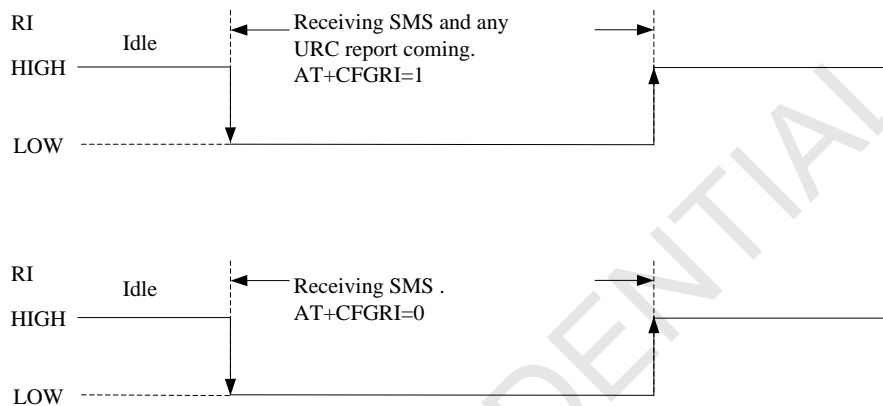 RI
Idle
Receiving SMS and any
URC report coming.
AT+CFGRI=1
HIGH
LOW
RI
Idle
Receiving SMS .
AT+CFGRI=0
HIGH
LOW
DENTIAL